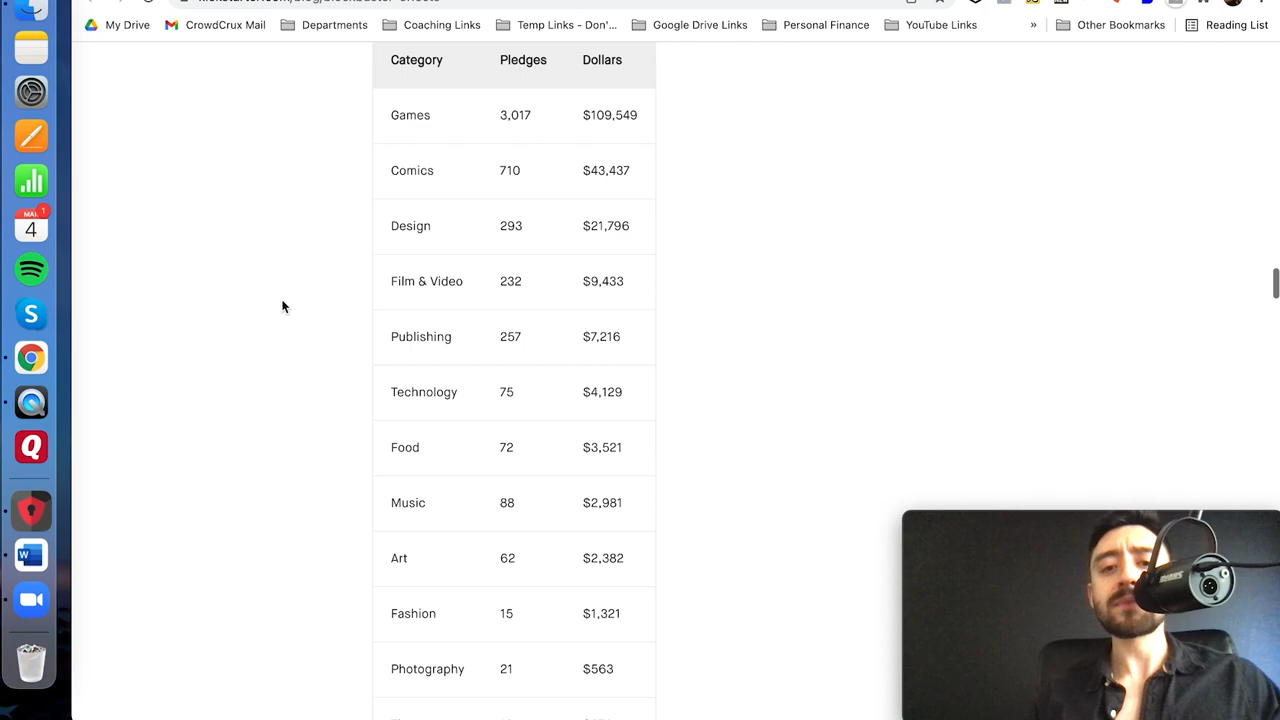 My Drive CrowdCrux Mail Departments Coaching Links Temp Links - Don'... Google Drive Links Personal Finance YouTube Links » Other Bookmarks Reading List
Category Pledges Dollars
Games 3,017 $109,549
Comics 710 $43,437
Design 293 $21,796
Film & Video 232 $9,433
Publishing 257 $7,216
Technology 75 $4,129
Food 72 $3,521
Music 88 $2,981
Art 62 $2,382
Fashion 15 $1,321
Photography 21 $563
MAR 1
4
S
Q
W